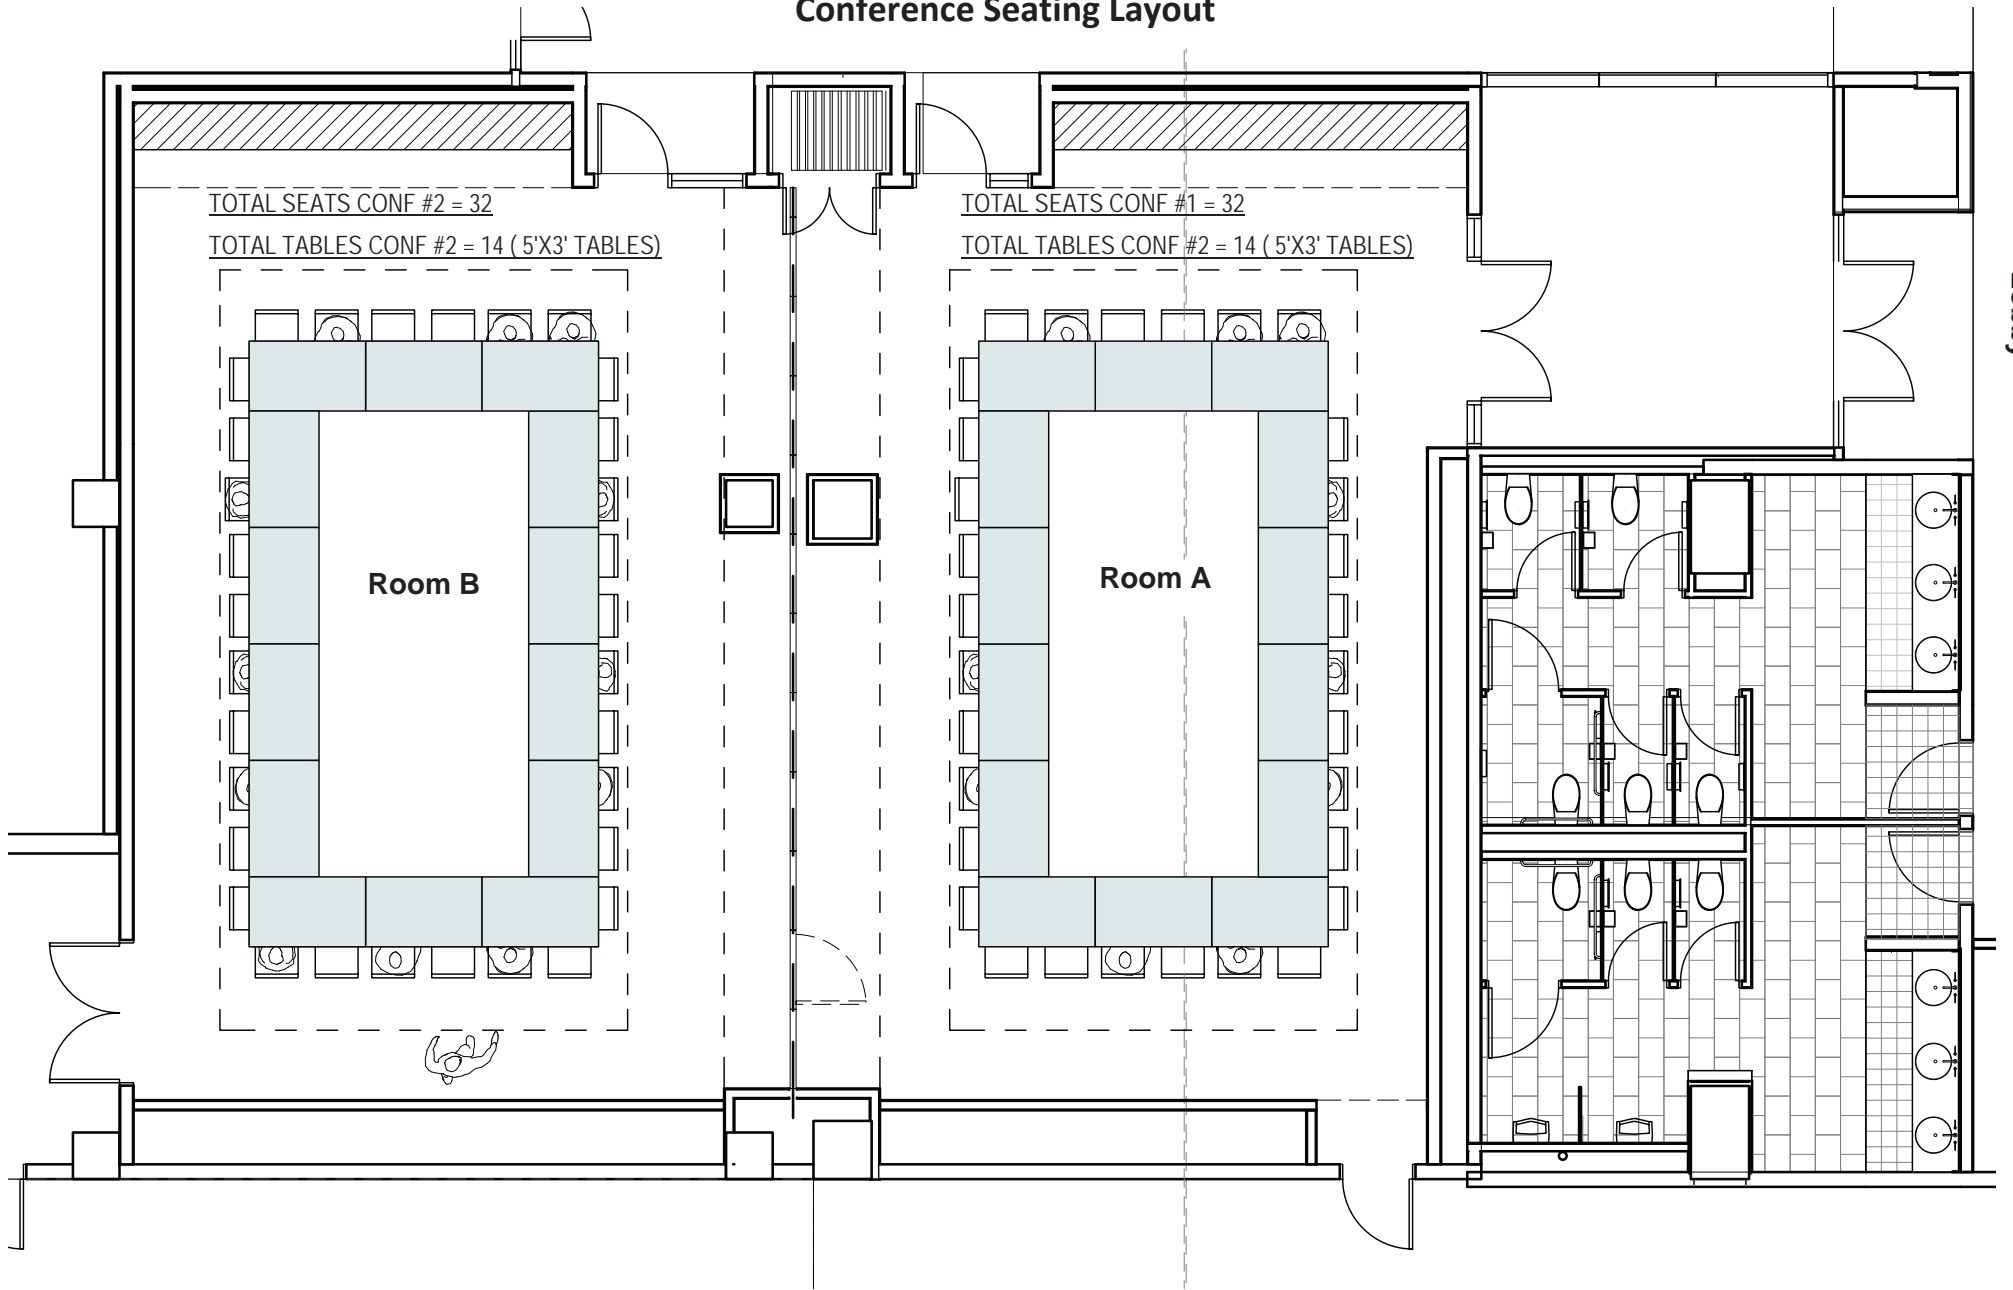 Conference Seating Layout
TOTAL SEATS CONF #2 = 32
TOTAL TABLES CONF #2 = 14 ( 5'X3' TABLES)
TOTAL SEATS CONF #1 = 32
TOTAL TABLES CONF #2 = 14 ( 5'X3' TABLES)
Room B
Room A